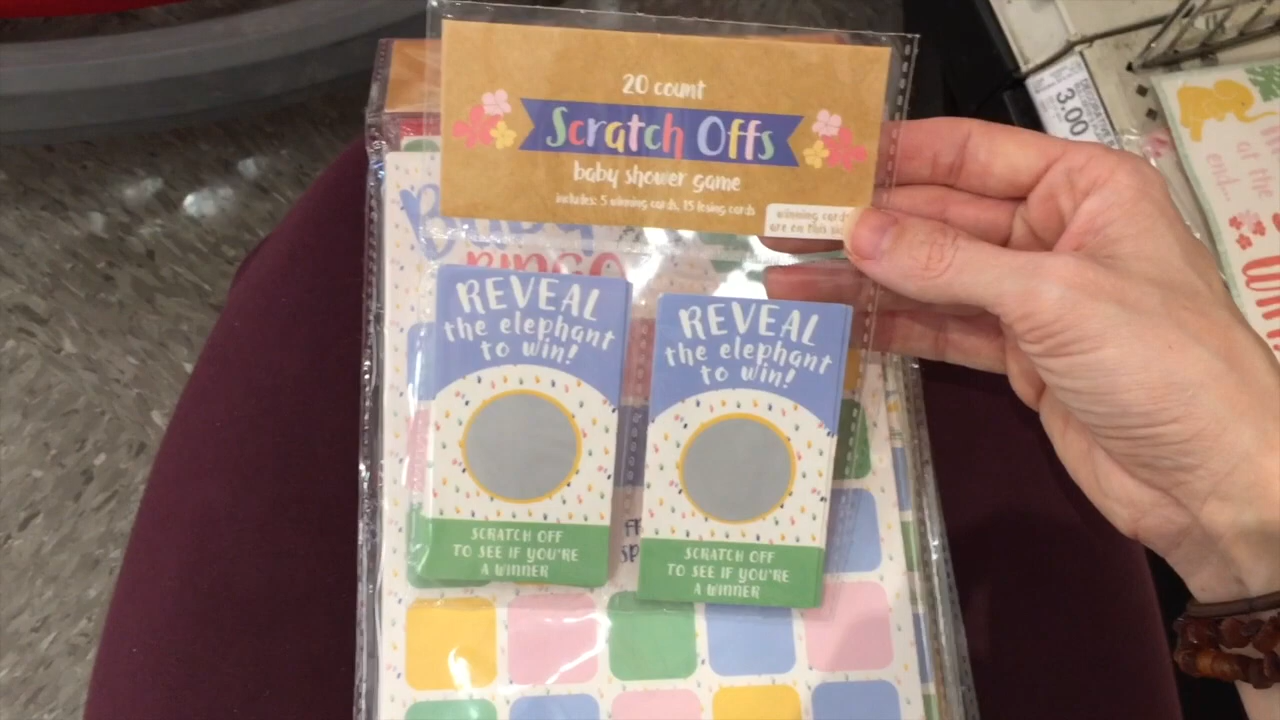 20 count
Scratch Offs
baby shower game
includes: 5 winning cards, 15 losing cards
winning cards
are on this
Baby
BINGO
REVEAL
the elephant
to win!
SCRATCH OFF
TO SEE IF YOU'RE
A WINNER
REVEAL
the elephant
to win!
SCRATCH OFF
TO SEE IF YOU'RE
A WINNER
3.00
at the
end...